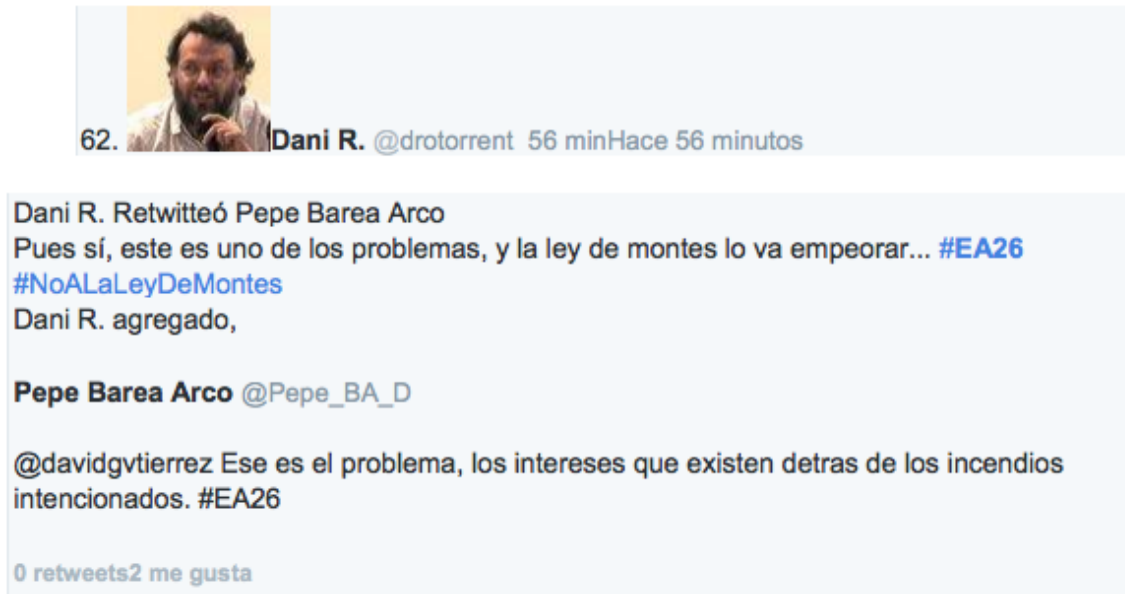 62. Dani R. @drotorrent 56 minHace 56 minutos
Dani R. Retwitteó Pepe Barea Arco
Pues sí, este es uno de los problemas, y la ley de montes lo va empeorar... #EA26
#NoALaLeyDeMontes
Dani R. agregado,
Pepe Barea Arco @Pepe_BA_D
@davidgvtierrez Ese es el problema, los intereses que existen detras de los incendios
intencionados. #EA26
0 retweets2 me gusta